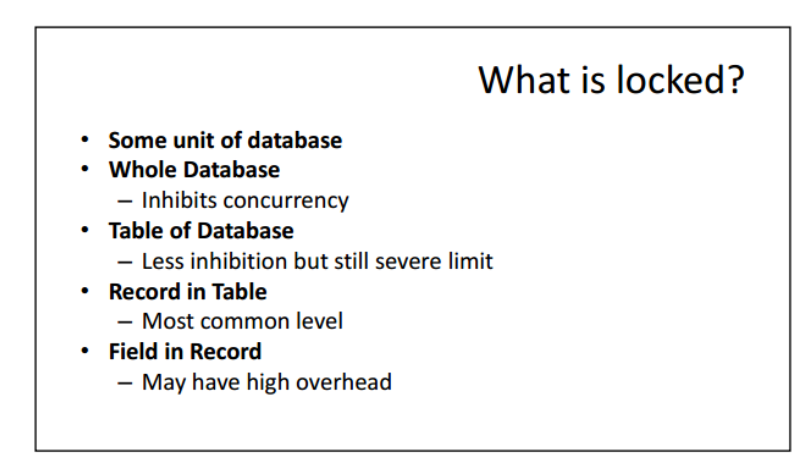 What is locked?
• Some unit of database
• Whole Database
– Inhibits concurrency
• Table of Database
– Less inhibition but still severe limit
• Record in Table
– Most common level
• Field in Record
– May have high overhead